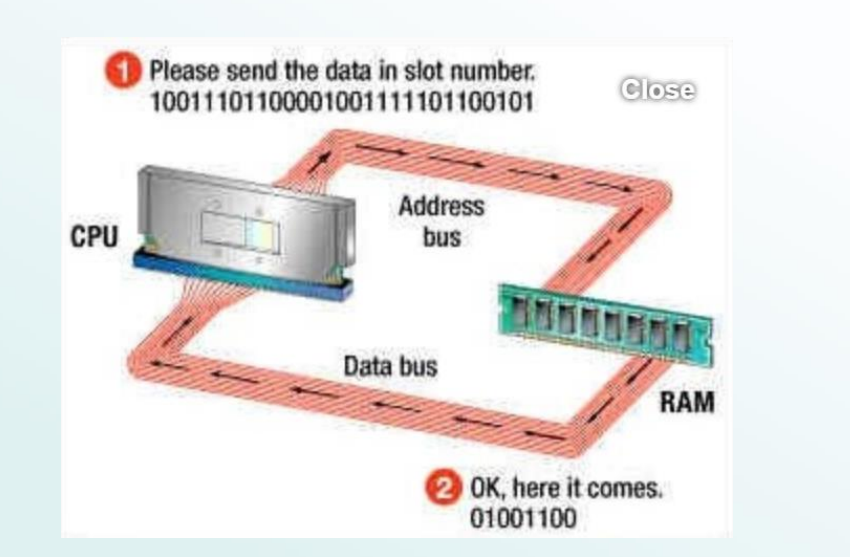 1 Please send the data in slot number.
10011101100001001111101100101
Close
Address
bus
CPU
Data bus
RAM
2 OK, here it comes.
01001100